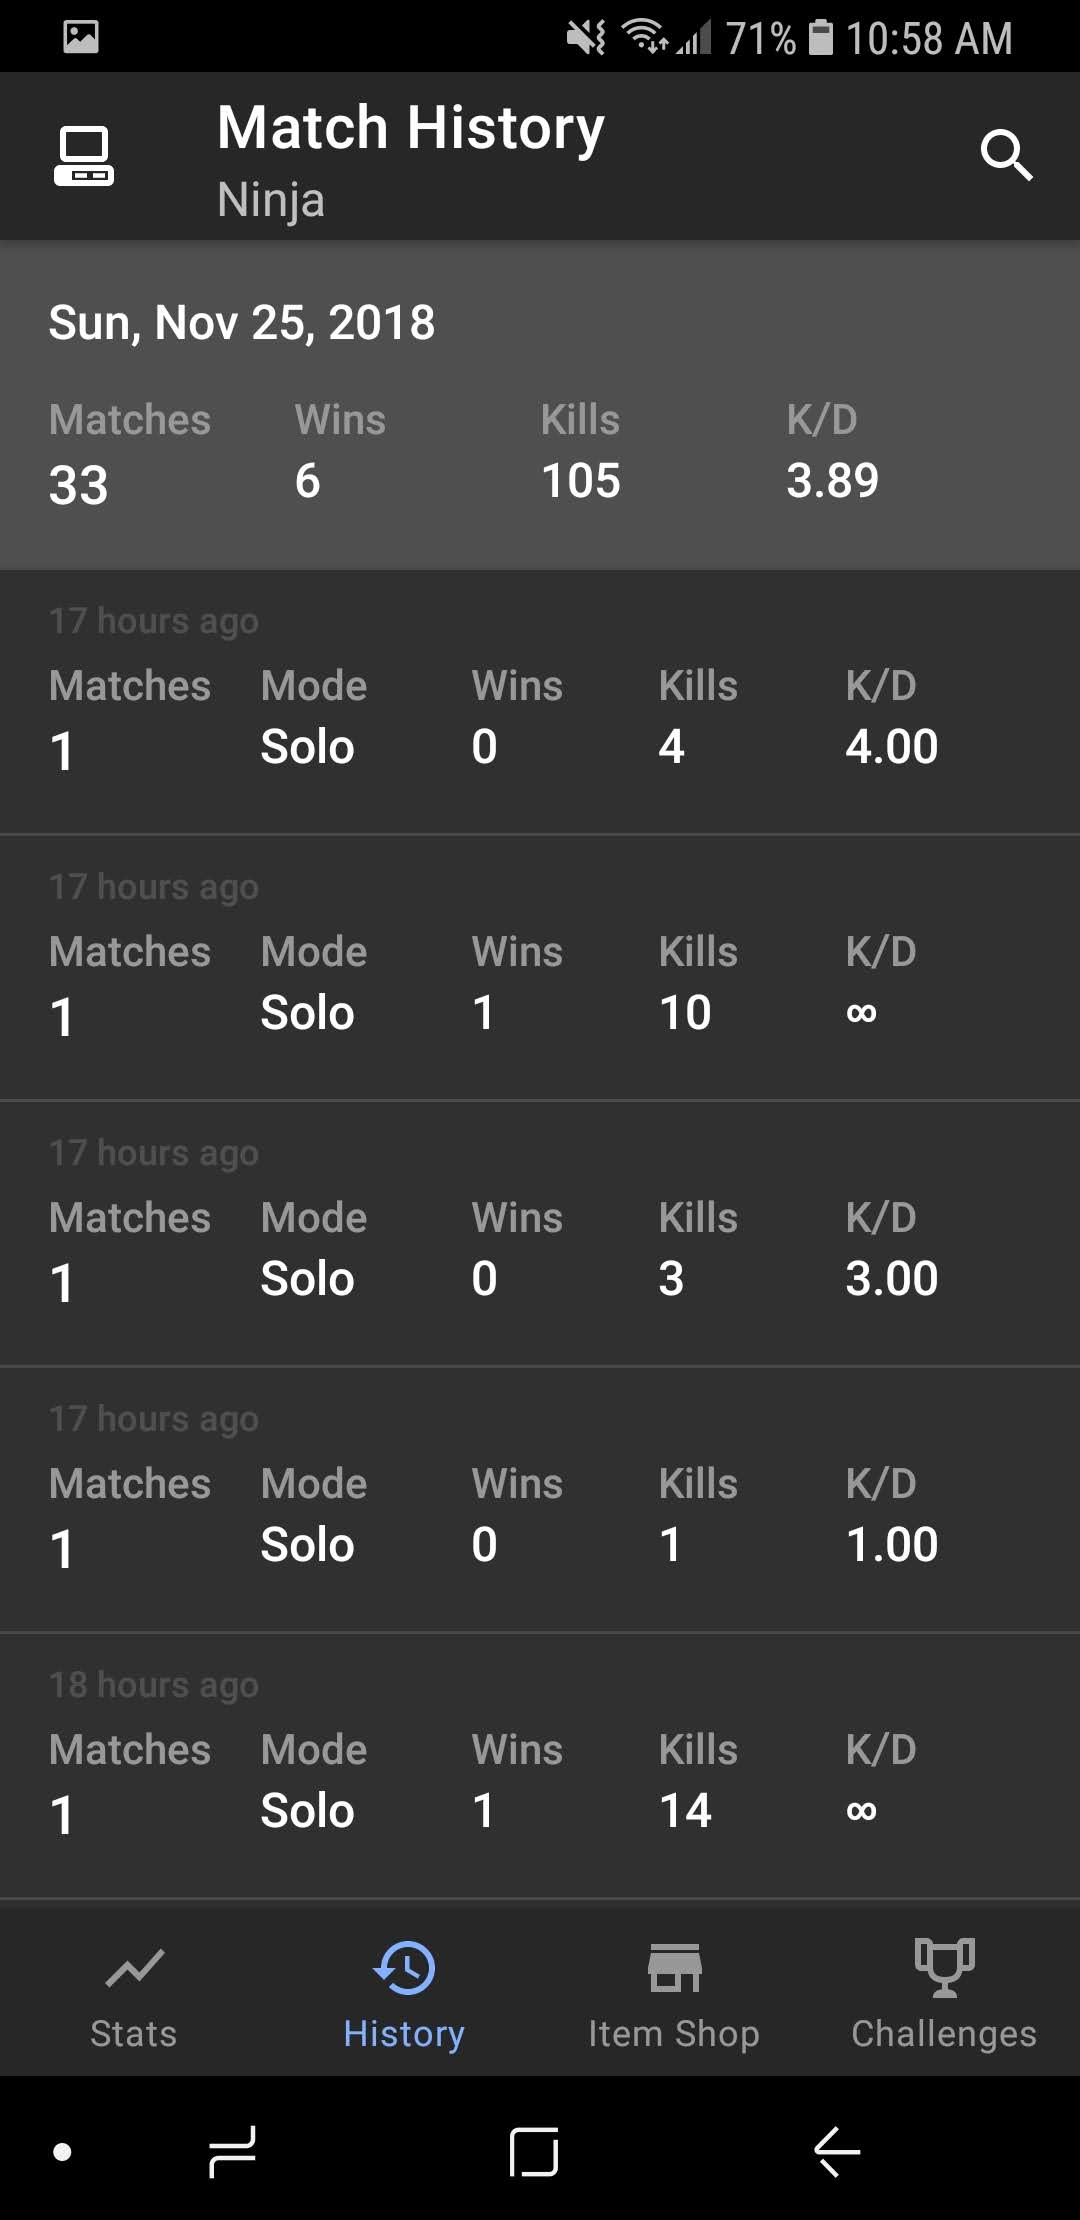 71% 10:58 AM
Match History
Ninja
Sun, Nov 25, 2018
Matches Wins Kills K/D
33 6 105 3.89
17 hours ago
Matches Mode Wins Kills K/D
1 Solo 0 4 4.00
17 hours ago
Matches Mode Wins Kills K/D
1 Solo 1 10 ∞
17 hours ago
Matches Mode Wins Kills K/D
1 Solo 0 3 3.00
17 hours ago
Matches Mode Wins Kills K/D
1 Solo 0 1 1.00
18 hours ago
Matches Mode Wins Kills K/D
1 Solo 1 14 ∞
Stats History Item Shop Challenges